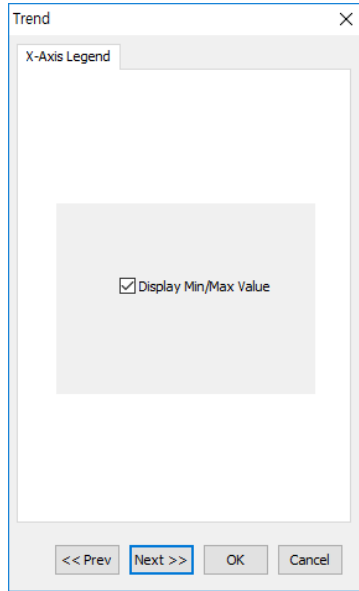 Trend
X-Axis Legend
Display Min/Max Value
<< Prev Next >> OK Cancel